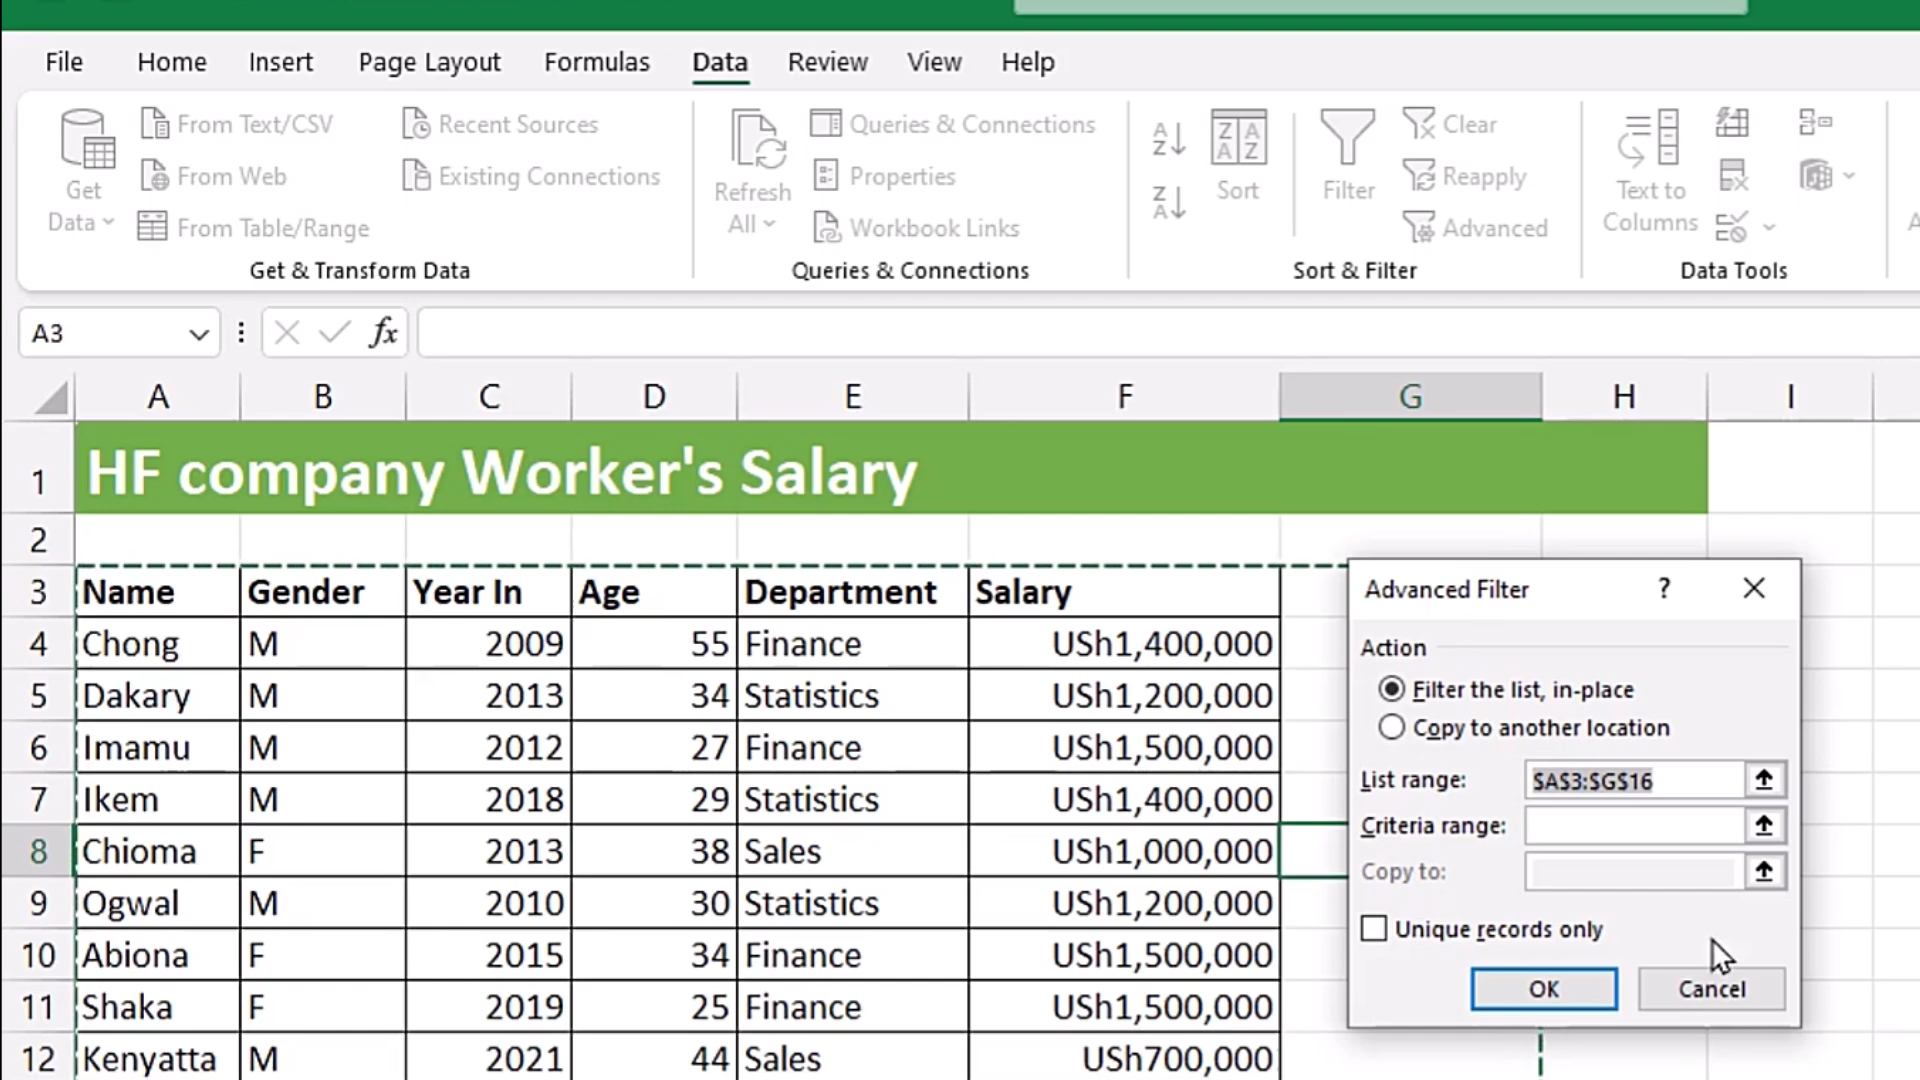 File Home Insert Page Layout Formulas Data Review View Help
Get Data
From Text/CSV
From Web
From Table/Range
Recent Sources
Existing Connections
Get & Transform Data
Refresh All
Queries & Connections
Properties
Workbook Links
Queries & Connections
Sort
Filter
Clear
Reapply
Advanced
Sort & Filter
Text to Columns
Data Tools
A3 fx
A B C D E F G H I
1 HF company Worker's Salary
2
3 Name Gender Year In Age Department Salary
4 Chong M 2009 55 Finance USh1,400,000
5 Dakary M 2013 34 Statistics USh1,200,000
6 Imamu M 2012 27 Finance USh1,500,000
7 Ikem M 2018 29 Statistics USh1,400,000
8 Chioma F 2013 38 Sales USh1,000,000
9 Ogwal M 2010 30 Statistics USh1,200,000
10 Abiona F 2015 34 Finance USh1,500,000
11 Shaka F 2019 25 Finance USh1,500,000
12 Kenyatta M 2021 44 Sales USh700,000
Advanced Filter ?
Action
Filter the list, in-place
Copy to another location
List range: $A$3:$G$16
Criteria range:
Copy to:
Unique records only
OK Cancel